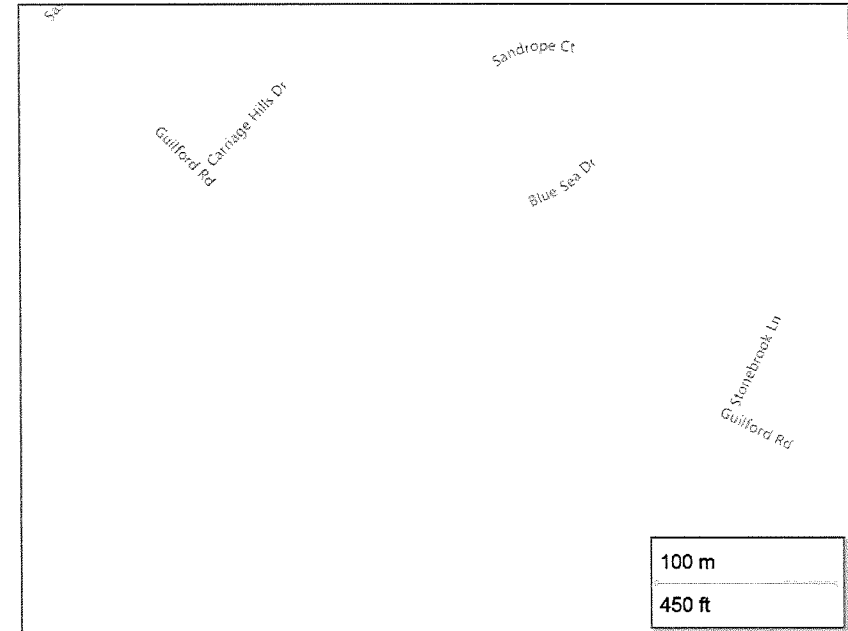 Sandrope Ct
Carriage Hills Dr
Guilford Rd
Blue Sea Dr
Stonebrook Ln
Guilford Rd
100 m
450 ft